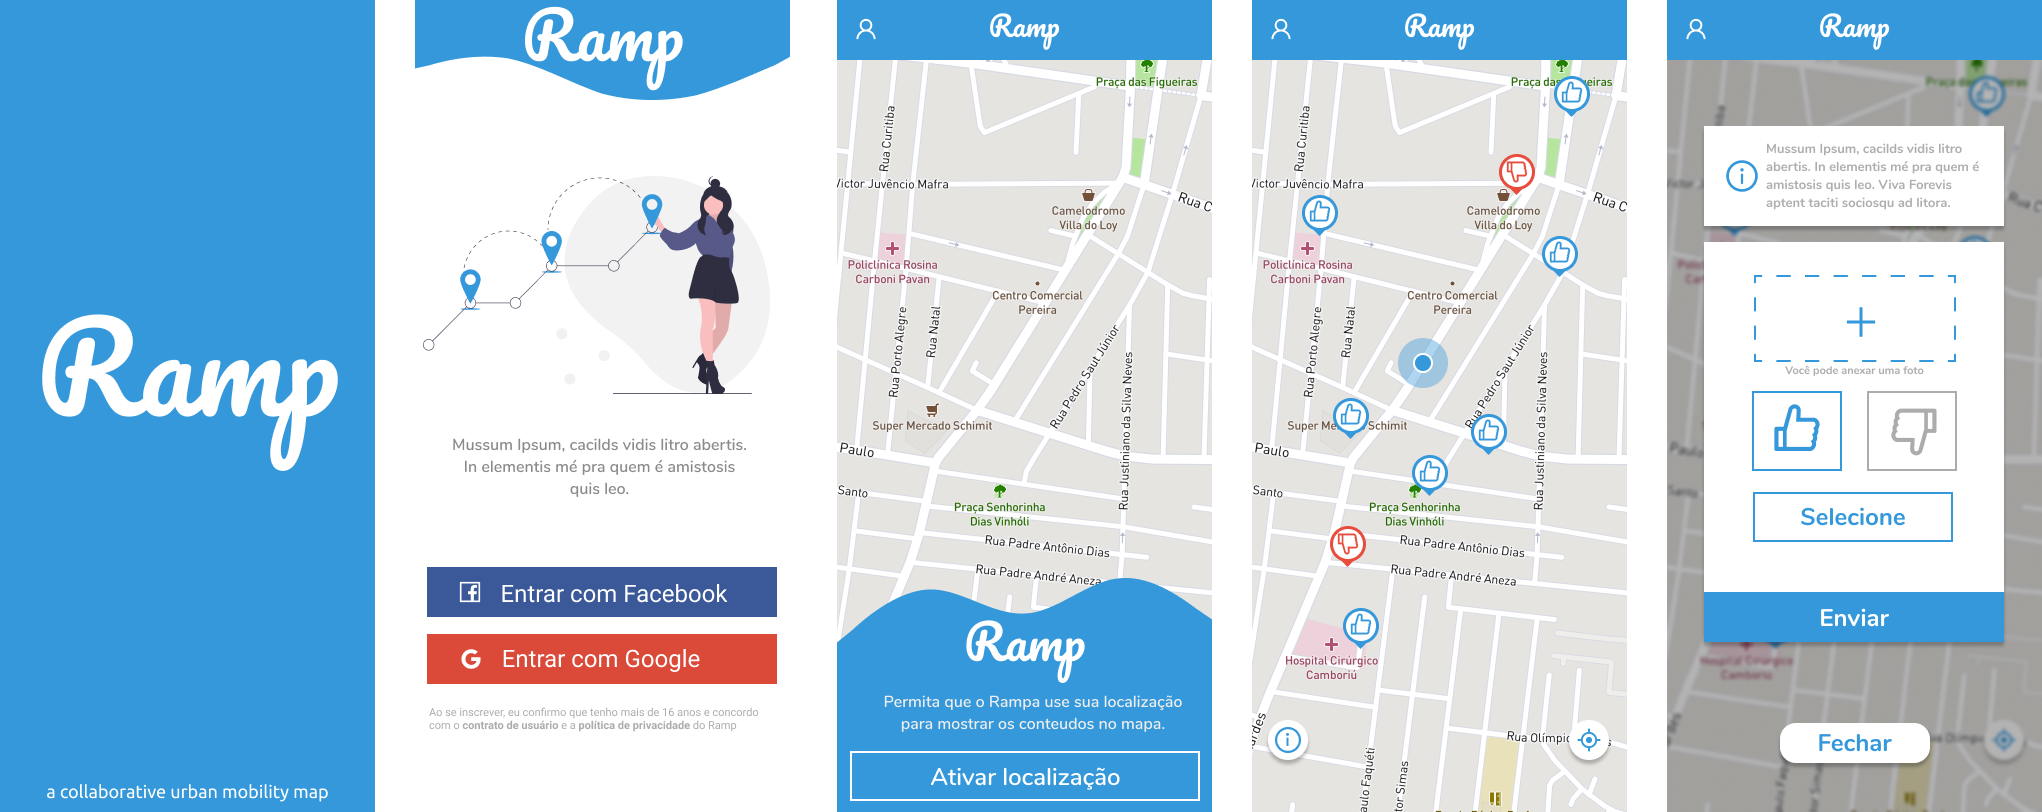 Ramp
a collaborative urban mobility map
Ramp
Mussum Ipsum, cacilds vidis litro abertis.
In elementis mé pra quem é amistosis
quis leo.
Entrar com Facebook
Entrar com Google
Ao se inscrever, eu confirmo que tenho mais de 16 anos e concordo
com o contrato de usuário e a política de privacidade do Ramp
Ramp
Praça das Figueiras
Rua Curitiba
Victor Juvêncio Mafra
Rua C
Camelodromo
Villa do Loy
Policlínica Rosina
Carboni Pavan
Centro Comercial
Pereira
Rua Porto Alegre
Rua Natal
Rua Pedro Saut Júnior
Rua Justiniano da Silva Neves
Super Mercado Schimit
Paulo
Santo
Praça Senhorinha
Dias Vinhóli
Rua Padre Antônio Dias
Rua Padre André Aneza
Ramp
Permita que o Rampa use sua localização
para mostrar os conteudos no mapa.
Ativar localização
Ramp
Praça das
ueiras
Rua Curitiba
Victor Juvêncio Mafra
Rua C
Camelodromo
Villa do Loy
Policlínica Rosina
Carboni Pavan
Centro Comercial
Pereira
Rua Porto Alegre
Rua Natal
Rua Pedro Saut Júnior
Rua Justiniano da Silva Neves
Super Me
Schimit
Paulo
Santo
Praça Senhorinha
Dias Vinhóli
Rua Padre Antônio Dias
Rua Padre André Aneza
Hospital Cirúrgico
Camboriú
Rua Olímpic
aulo Faquéti
tor Simas
Ramp
Mussum Ipsum, cacilds vidis litro
abertis. In elementis mé pra quem é
amistosis quis leo. Viva Forevis
aptent taciti sociosqu ad litora.
Você pode anexar uma foto
Selecione
Enviar
Hospital Cirúrgico
Camboriú
Fechar